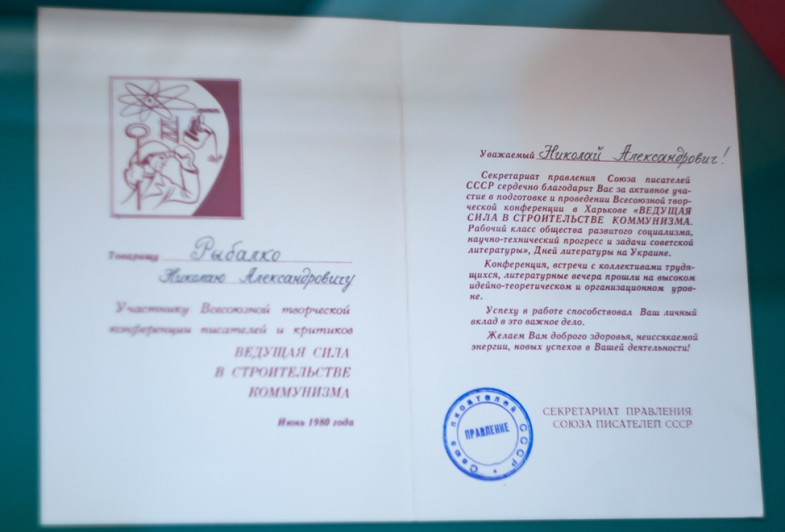 Товарищу Рыбалко
Николаю Александровичу
Участнику Всесоюзной творческой
конференции писателей и критиков
ВЕДУЩАЯ СИЛА
В СТРОИТЕЛЬСТВЕ
КОММУНИЗМА
Июнь 1980 года
Уважаемый Николай Александрович!
Секретариат правления Союза писателей
СССР сердечно благодарит Вас за активное уча-
стие в подготовке и проведении Всесоюзной твор-
ческой конференции в Харькове «ВЕДУЩАЯ
СИЛА В СТРОИТЕЛЬСТВЕ КОММУНИЗМА.
Рабочий класс общества развитого социализма,
научно-технический прогресс и задачи советской
литературы», Дней литературы на Украине.
Конференция, встречи с коллективами трудя-
щихся, литературные вечера прошли на высоком
идейно-теоретическом и организационном уров-
не.
Успеху в работе способствовал Ваш личный
вклад в это важное дело.
Желаем Вам доброго здоровья, неиссякаемой
энергии, новых успехов в Вашей деятельности!
СЕКРЕТАРИАТ ПРАВЛЕНИЯ
СОЮЗА ПИСАТЕЛЕЙ СССР
Союз писателей СССР
ПРАВЛЕНИЕ